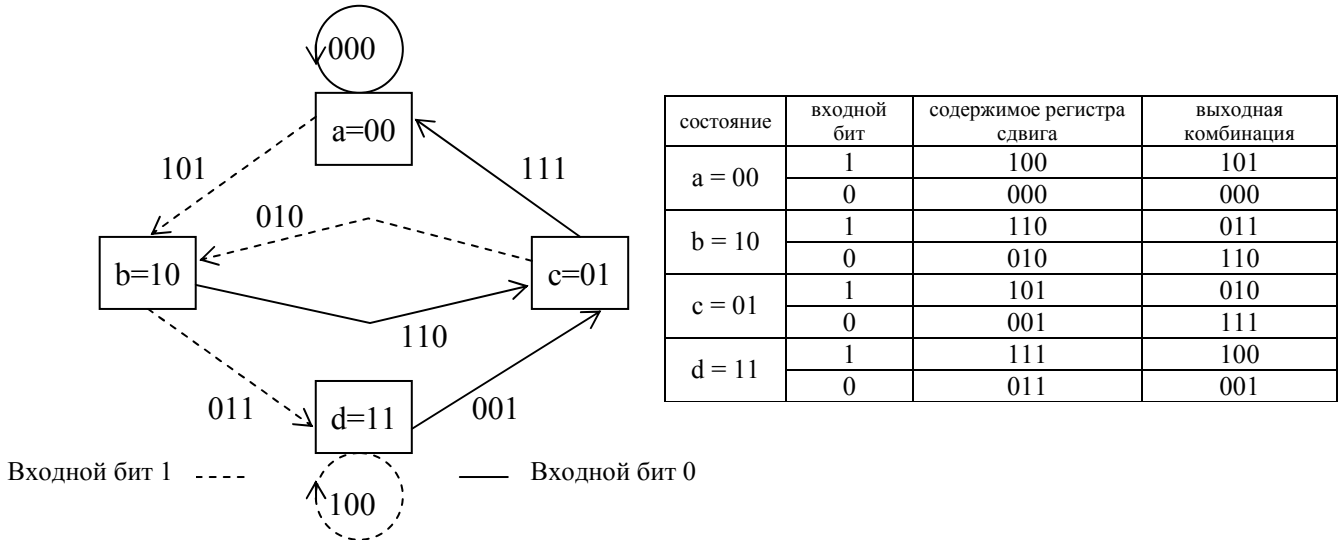 000
a=00
101
111
010
b=10
c=01
110
011
d=11
001
Входной бит 1
Входной бит 0
100
состояние входной бит содержимое регистра сдвига выходная комбинация
a = 00 1 100 101
0 000 000
b = 10 1 110 011
0 010 110
c = 01 1 101 010
0 001 111
d = 11 1 111 100
0 011 001